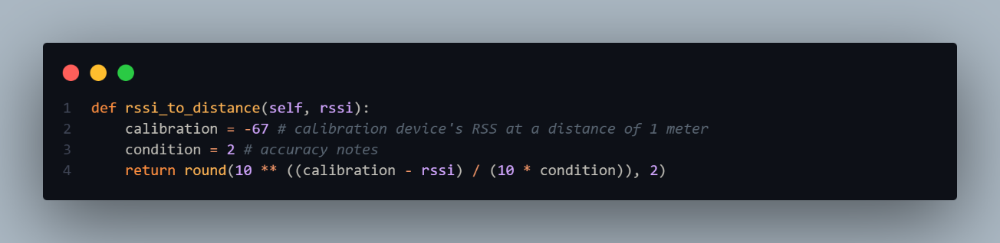 1 def rssi_to_distance(self, rssi):
2     calibration = -67 # calibration device's RSS at a distance of 1 meter
3     condition = 2 # accuracy notes
4     return round(10 ** ((calibration - rssi) / (10 * condition)), 2)